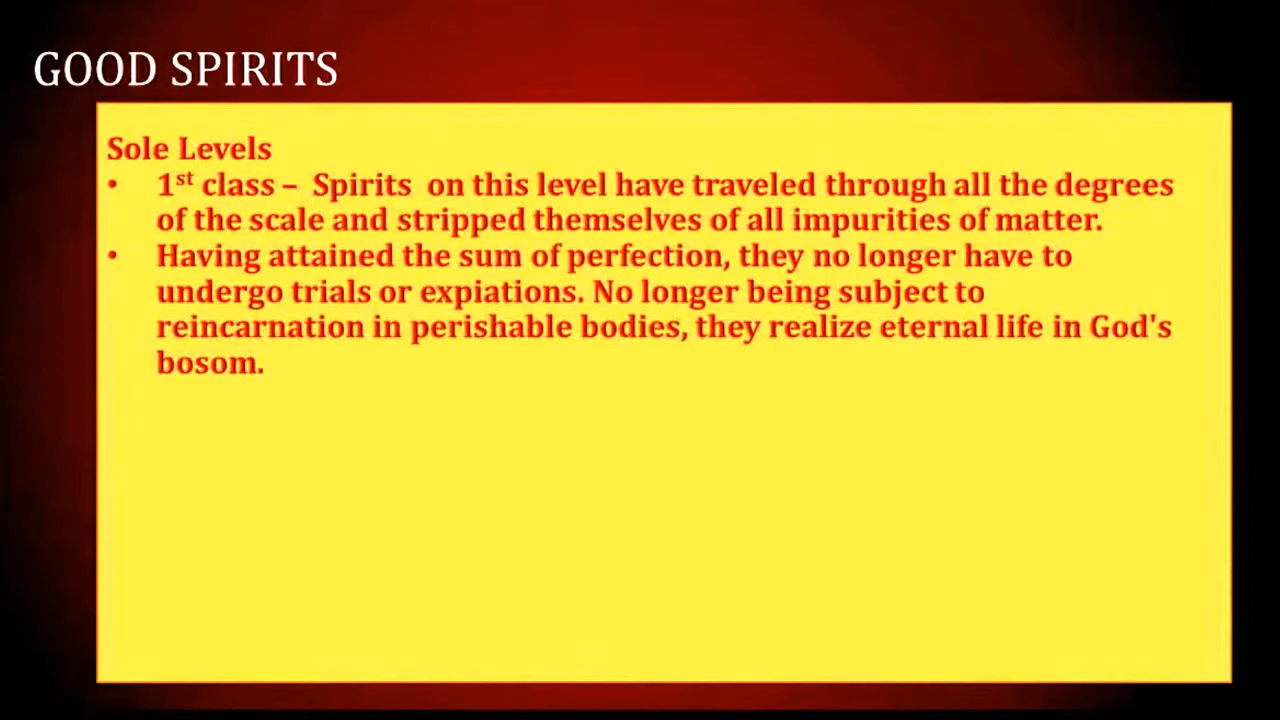 GOOD SPIRITS
Sole Levels
• 1st class – Spirits on this level have traveled through all the degrees
of the scale and stripped themselves of all impurities of matter.
• Having attained the sum of perfection, they no longer have to
undergo trials or expiations. No longer being subject to
reincarnation in perishable bodies, they realize eternal life in God's
bosom.